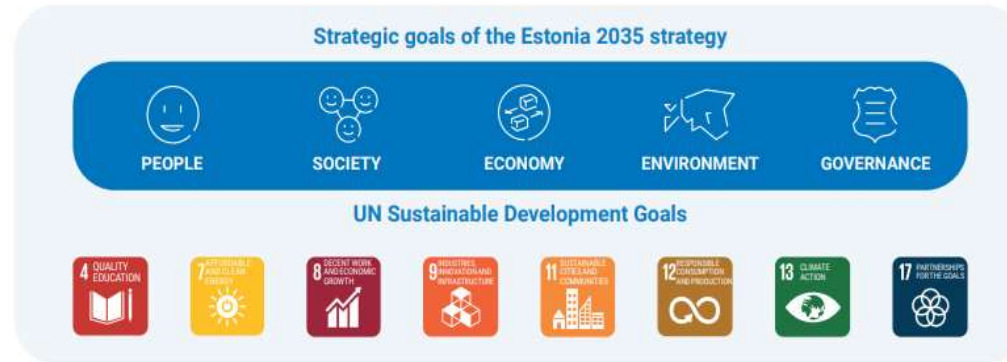 Strategic goals of the Estonia 2035 strategy
PEOPLE SOCIETY ECONOMY ENVIRONMENT GOVERNANCE
UN Sustainable Development Goals
4 QUALITY
EDUCATION
7 AFFORDABLE
AND CLEAN
ENERGY
8 DECENT WORK
AND ECONOMIC
GROWTH
9 INDUSTRIES,
INNOVATION AND
INFRASTRUCTURE
11 SUSTAINABLE
CITIES AND
COMMUNITIES
12 RESPONSIBLE
CONSUMPTION
AND PRODUCTION
13 CLIMATE
ACTION
17 PARTNERSHIPS
FOR THE GOALS